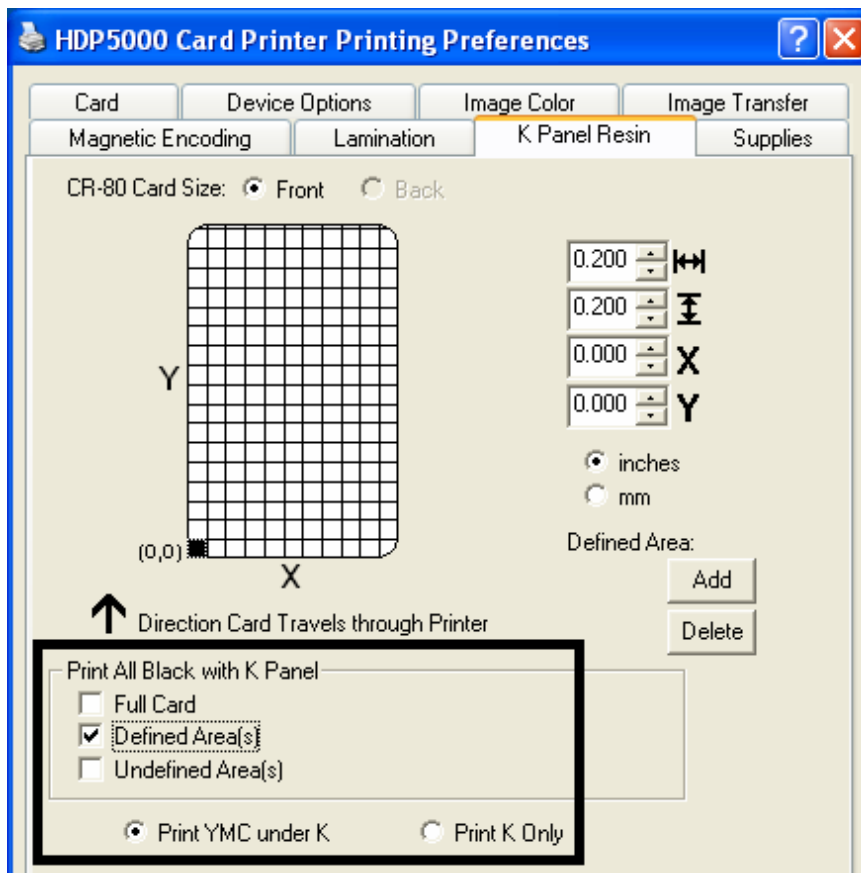 HDP5000 Card Printer Printing Preferences
Card Device Options Image Color Image Transfer
Magnetic Encoding Lamination K Panel Resin Supplies
CR-80 Card Size: Front Back
0.200
0.200
0.000 X
Y
0.000 Y
inches
mm
(0,0)
Defined Area:
X
Add
Direction Card Travels through Printer
Delete
Print All Black with K Panel
Full Card
Defined Area(s)
Undefined Area(s)
Print YMC under K Print K Only